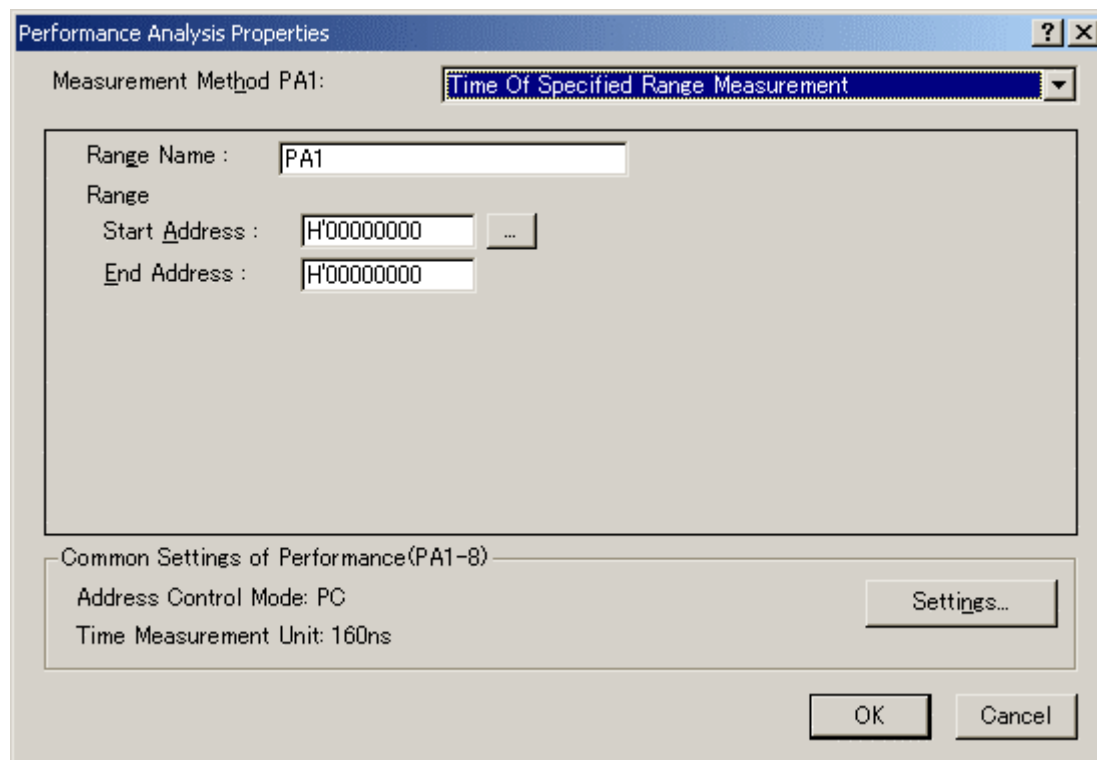 Performance Analysis Properties
Measurement Method PA1: Time Of Specified Range Measurement
Range Name : PA1
Range
Start Address : H'00000000 ...
End Address : H'00000000
Common Settings of Performance(PA1-8)
Address Control Mode: PC
Settings...
Time Measurement Unit: 160ns
OK Cancel